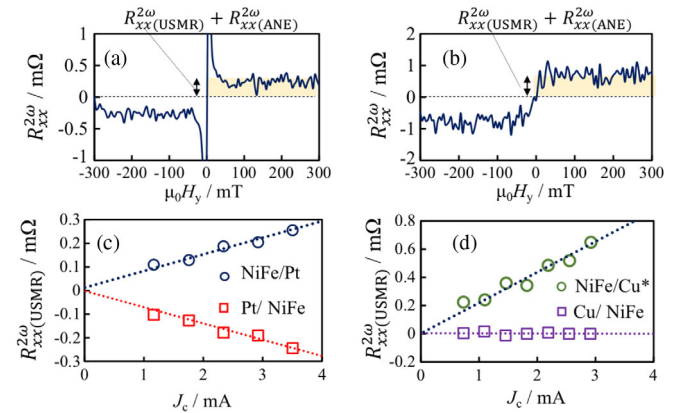 R^{2ω}_{xx(USMR)} + R^{2ω}_{xx(ANE)}
R^{2ω}_{xx(USMR)} + R^{2ω}_{xx(ANE)}
(a)
R^{2ω}_{xx} / mΩ
1
0.5
0
-0.5
-1
-300 -200 -100 0 100 200 300
μ₀H_y / mT
(b)
R^{2ω}_{xx} / mΩ
2
1
0
-1
-2
-300 -200 -100 0 100 200 300
μ₀H_y / mT
(c)
R^{2ω}_{xx(USMR)} / mΩ
0.3
0.2
0.1
0
-0.1
-0.2
-0.3
NiFe/Pt
Pt/ NiFe
0 1 2 3 4
J_c / mA
(d)
R^{2ω}_{xx(USMR)} / mΩ
0.8
0.6
0.4
0.2
0
-0.2
NiFe/Cu*
Cu/ NiFe
0 1 2 3 4
J_c / mA